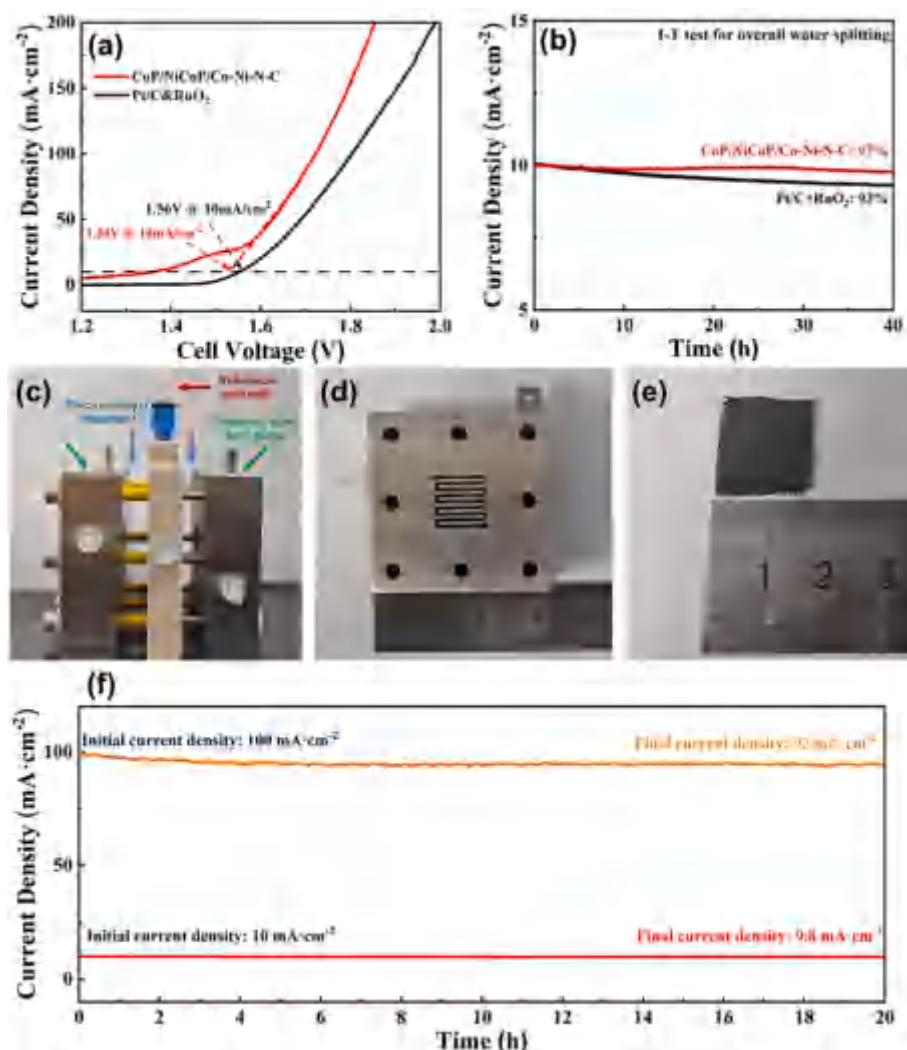 (a)
200
150
100
50
0
Current Density (mA·cm⁻²)
CoP/NiCoP/Co-Ni-N-C
Pt/C&RuO₂
1.56V @ 10mA/cm²
1.2
1.4
1.6
1.8
2.0
Cell Voltage (V)
(b)
15
10
5
Current Density (mA·cm⁻²)
I-T test for overall water splitting
CoP/NiCoP/Co-Ni-N-C: 97%
Pt/C+RuO₂: 93%
0
10
20
30
40
Time (h)
(c)
(d)
(e)
1 2 3
(f)
100
50
0
Current Density (mA·cm⁻²)
Initial current density: 100 mA·cm⁻²
Final current density:
Initial current density: 10 mA·cm⁻²
Final current density: 9.8 mA·cm⁻
0
2
4
6
8
10
12
14
16
18
20
Time (h)